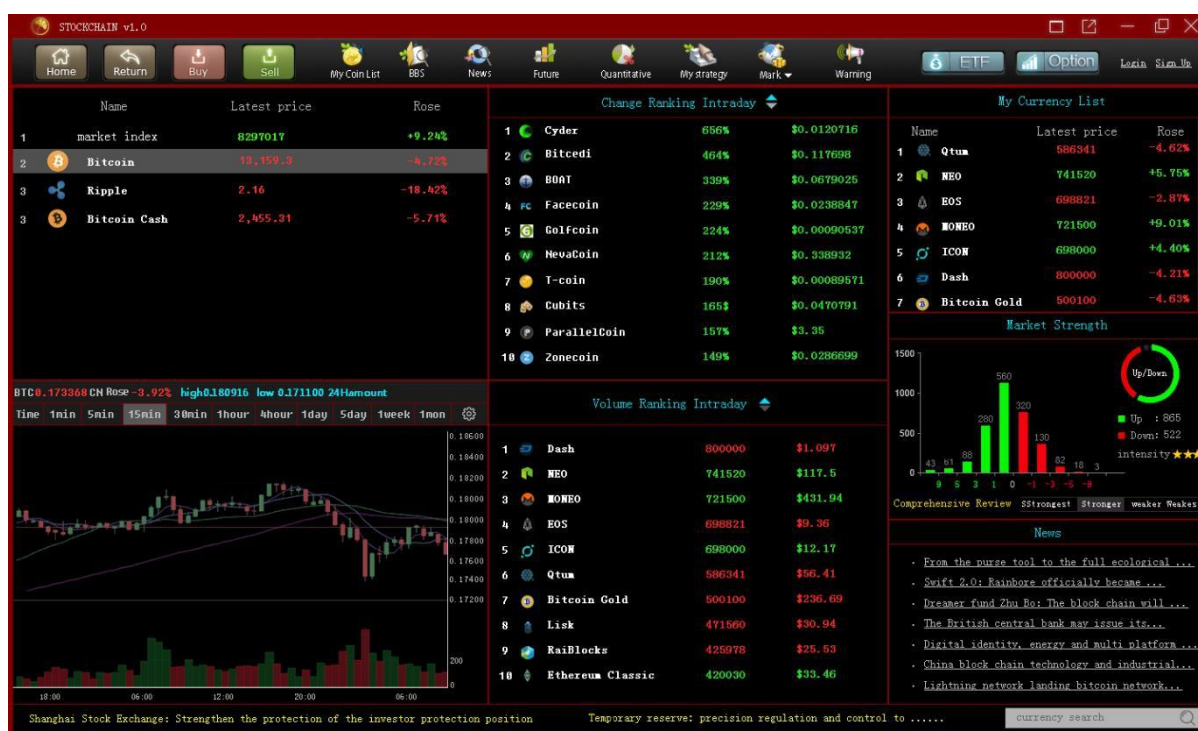 STOCKCHAIN v1.0
Home Return Buy Sell My Coin List BBS News Future Quantitative My strategy Mark Warning ETF Option Login Sign Up
Name Latest price Rose
1 market index 8297017 +9.24%
2 Bitcoin 13,159.3 -4.72%
3 Ripple 2.16 -18.42%
3 Bitcoin Cash 2,455.31 -5.71%
BTC0.173368 CN Rose -3.92% high0.180916 low 0.171100 24Hamount
Time 1min 5min 15min 30min 1hour 4hour 1day 5day 1week 1mon
0.18600
0.18400
0.18200
0.18000
0.18000
0.17800
0.17600
0.17400
0.17200
200
0
18:00 06:00 12:00 20:00 06:00
Change Ranking Intraday
1 Cyder 656% $0.0120716
2 Bitcedi 464% $0.117698
3 BOAT 339% $0.0679025
4 FC Facecoin 229% $0.0238847
5 G Golfcoin 224% $0.00090537
6 N NevaCoin 212% $0.338932
7 T-coin 190% $0.00089571
8 Cubits 165$ $0.0470791
9 ParallelCoin 157% $3.35
10 Zonecoin 149% $0.0286699
Volume Ranking Intraday
1 Dash 800000 $1.097
2 NEO 741520 $117.5
3 MONEO 721500 $431.94
4 EOS 698821 $9.36
5 ICON 698000 $12.17
6 Qtum 586341 $56.41
7 Bitcoin Gold 500100 $236.69
8 Lisk 471560 $30.94
9 RaiBlocks 425978 $25.53
10 Ethereum Classic 420030 $33.46
My Currency List
Name Latest price Rose
1 Qtum 586341 -4.62%
2 NEO 741520 +5.75%
3 EOS 698821 -2.87%
4 MONEO 721500 +9.01%
5 ICON 698000 +4.40%
6 Dash 800000 -4.21%
7 Bitcoin Gold 500100 -4.63%
Market Strength
1500
1000
500
0
43 61 88 280 560 320 130 82 18 3
9 5 3 1 0 -1 -3 -5 -9
Up/Down
Up : 865
Down: 522
intensity
Comprehensive Review SStrongest Stronger weaker Weakes
News
From the purse tool to the full ecological ...
Swift 2.0: Rainbore officially became ...
Dreamer fund Zhu Bo: The block chain will ...
The British central bank may issue its...
Digital identity, energy and multi platform ...
China block chain technology and industrial...
Lightning network landing bitcoin network...
Shanghai Stock Exchange: Strengthen the protection of the investor protection position
Temporary reserve: precision regulation and control to ......
currency search